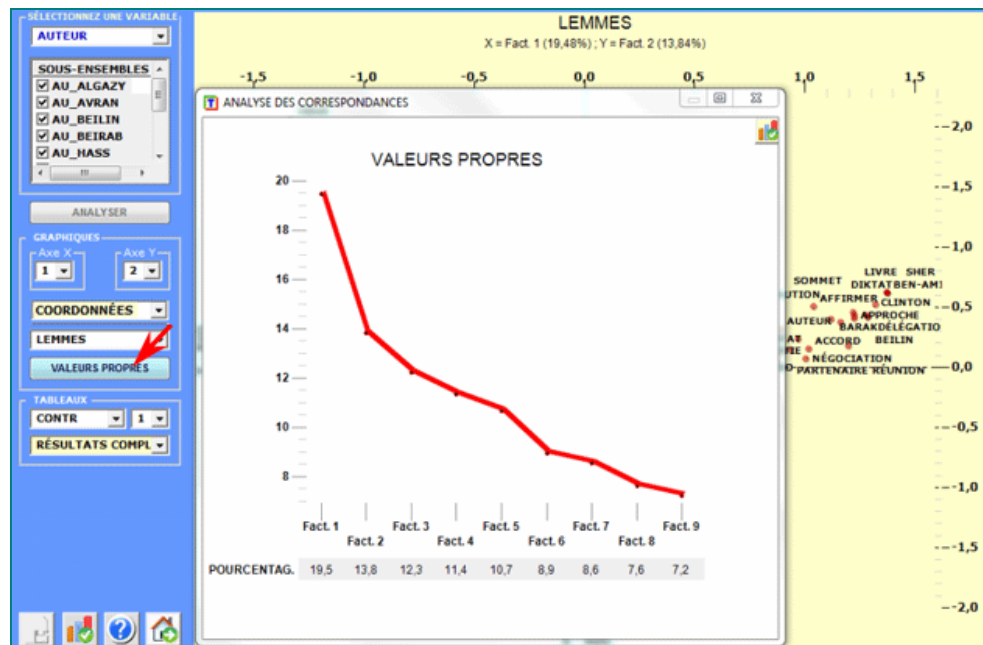 SÉLECTIONNEZ UNE VARIABLE
AUTEUR
SOUS-ENSEMBLES
AU_ALGAZY
AU_AVRAN
AU_BEILIN
AU_BEIRAB
AU_HASS
ANALYSER
GRAPHIQUES
Axe X
Axe Y
1
2
COORDONNÉES
LEMMES
VALEURS PROPRES
TABLEAUX
CONTR
1
RÉSULTATS COMPL
LEMMES
X = Fact. 1 (19,48%) ; Y = Fact. 2 (13,84%)
-1,5 -1,0 -0,5 0,0 0,5 1,0 1,5
ANALYSE DES CORRESPONDANCES
VALEURS PROPRES
20
18
16
14
12
10
8
Fact. 1 Fact. 3 Fact. 5 Fact. 7 Fact. 9
Fact. 2 Fact. 4 Fact. 6 Fact. 8
POURCENTAG. 19,5 13,8 12,3 11,4 10,7 8,9 8,6 7,6 7,2
--2,0
--1,5
--1,0
LIVRE SHER
SOMMET DIKTAT BEN-AMI
UTION AFFIRMER CLINTON
--0,5
APPROCHE
AUTEUR BARAK DÉLÉGATIO
ACCORD BEILIN
NÉGOCIATION
PARTENAIRE RÉUNION
--0,0
---0,5
---1,0
---1,5
---2,0